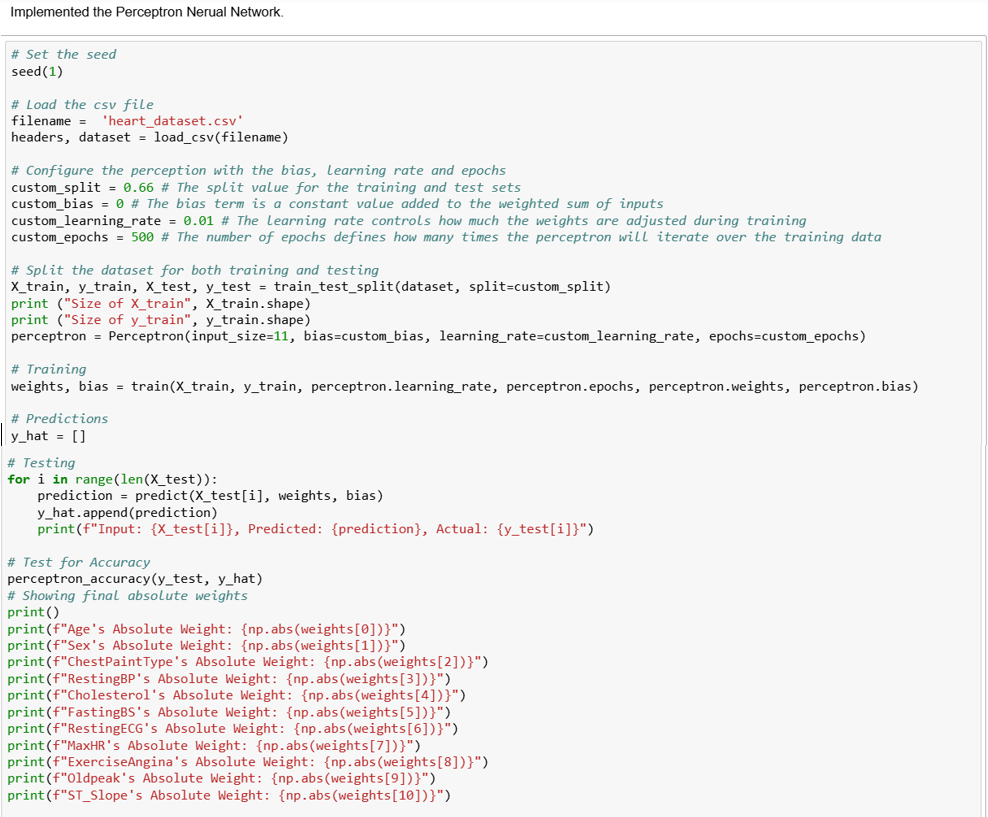 Implemented the Perceptron Nerual Network.
# Set the seed
seed(1)
# Load the csv file
filename =  'heart_dataset.csv'
headers, dataset = load_csv(filename)
# Configure the perception with the bias, learning rate and epochs
custom_split = 0.66 # The split value for the training and test sets
custom_bias = 0 # The bias term is a constant value added to the weighted sum of inputs
custom_learning_rate = 0.01 # The learning rate controls how much the weights are adjusted during training
custom_epochs = 500 # The number of epochs defines how many times the perceptron will iterate over the training data
# Split the dataset for both training and testing
X_train, y_train, X_test, y_test = train_test_split(dataset, split=custom_split)
print ("Size of X_train", X_train.shape)
print ("Size of y_train", y_train.shape)
perceptron = Perceptron(input_size=11, bias=custom_bias, learning_rate=custom_learning_rate, epochs=custom_epochs)
# Training
weights, bias = train(X_train, y_train, perceptron.learning_rate, perceptron.epochs, perceptron.weights, perceptron.bias)
# Predictions
y_hat = []
# Testing
for i in range(len(X_test)):
    prediction = predict(X_test[i], weights, bias)
    y_hat.append(prediction)
    print(f"Input: {X_test[i]}, Predicted: {prediction}, Actual: {y_test[i]}")
# Test for Accuracy
perceptron_accuracy(y_test, y_hat)
# Showing final absolute weights
print()
print(f"Age's Absolute Weight: {np.abs(weights[0])}")
print(f"Sex's Absolute Weight: {np.abs(weights[1])}")
print(f"ChestPaintType's Absolute Weight: {np.abs(weights[2])}")
print(f"RestingBP's Absolute Weight: {np.abs(weights[3])}")
print(f"Cholesterol's Absolute Weight: {np.abs(weights[4])}")
print(f"FastingBS's Absolute Weight: {np.abs(weights[5])}")
print(f"RestingECG's Absolute Weight: {np.abs(weights[6])}")
print(f"MaxHR's Absolute Weight: {np.abs(weights[7])}")
print(f"ExerciseAngina's Absolute Weight: {np.abs(weights[8])}")
print(f"Oldpeak's Absolute Weight: {np.abs(weights[9])}")
print(f"ST_Slope's Absolute Weight: {np.abs(weights[10])}")